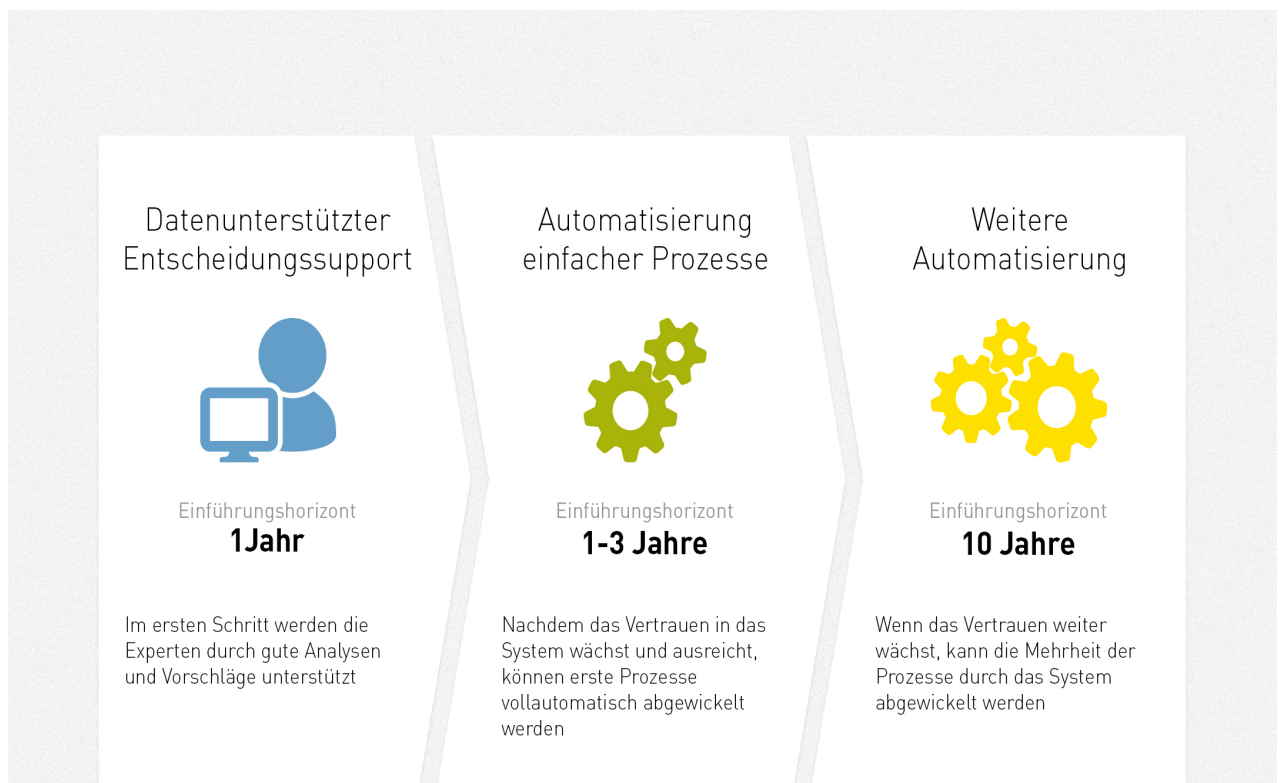 Datenunterstützter
Entscheidungssupport
Einführungshorizont
1Jahr
Im ersten Schritt werden die
Experten durch gute Analysen
und Vorschläge unterstützt
Automatisierung
einfacher Prozesse
Einführungshorizont
1-3 Jahre
Nachdem das Vertrauen in das
System wächst und ausreicht,
können erste Prozesse
vollautomatisch abgewickelt
werden
Weitere
Automatisierung
Einführungshorizont
10 Jahre
Wenn das Vertrauen weiter
wächst, kann die Mehrheit der
Prozesse durch das System
abgewickelt werden